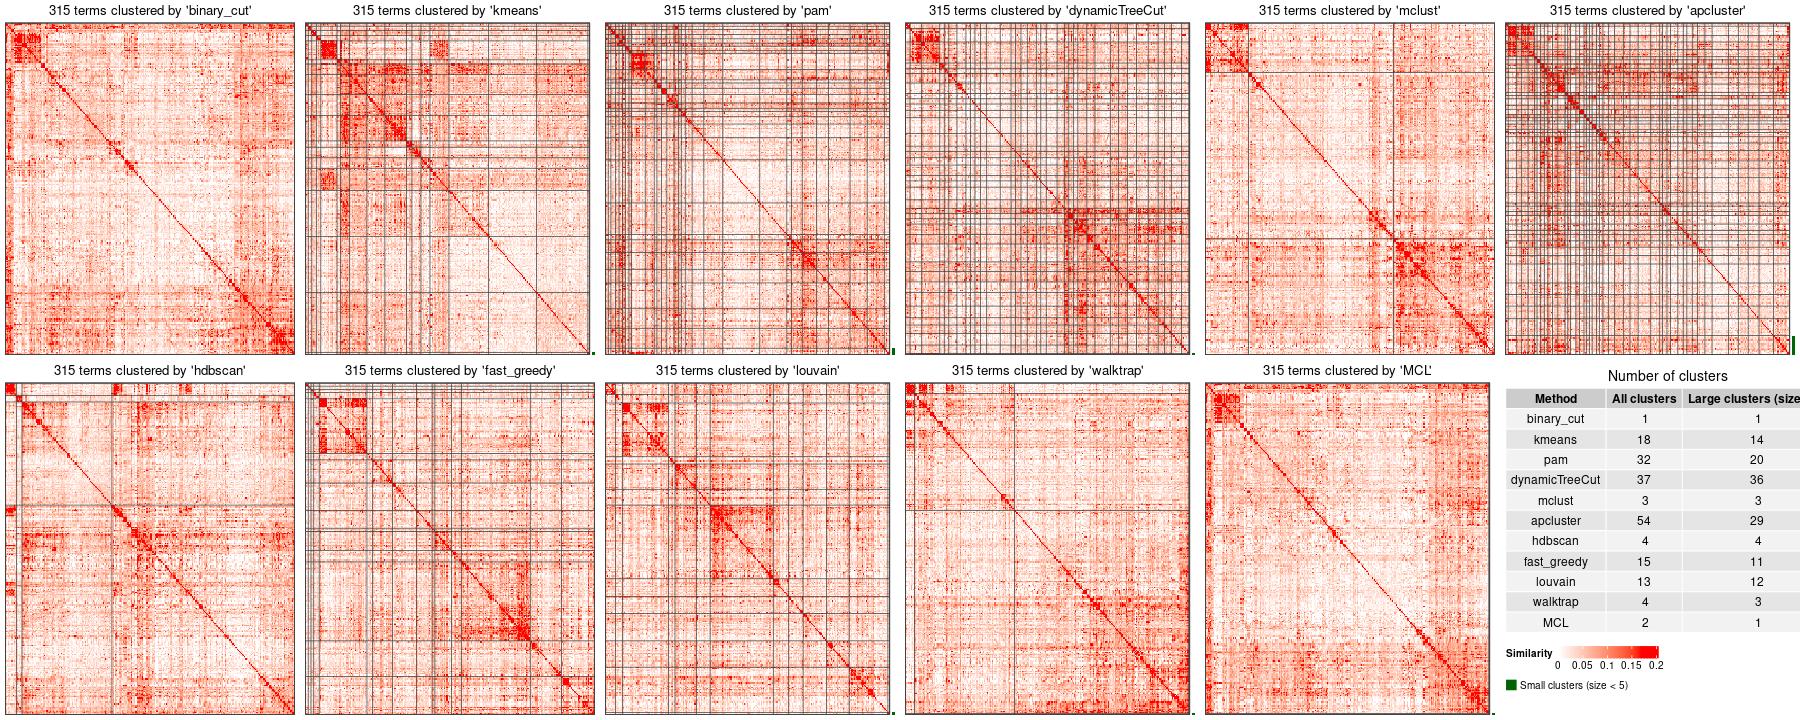 315 terms clustered by 'binary_cut'
315 terms clustered by 'kmeans'
315 terms clustered by 'pam'
315 terms clustered by 'dynamicTreeCut'
315 terms clustered by 'mclust'
315 terms clustered by 'apcluster'
315 terms clustered by 'hdbscan'
315 terms clustered by 'fast_greedy'
315 terms clustered by 'louvain'
315 terms clustered by 'walktrap'
315 terms clustered by 'MCL'
Number of clusters
Method All clusters Large clusters (size
binary_cut 1 1
kmeans 18 14
pam 32 20
dynamicTreeCut 37 36
mclust 3 3
apcluster 54 29
hdbscan 4 4
fast_greedy 15 11
louvain 13 12
walktrap 4 3
MCL 2 1
Similarity
0 0.05 0.1 0.15 0.2
Small clusters (size < 5)